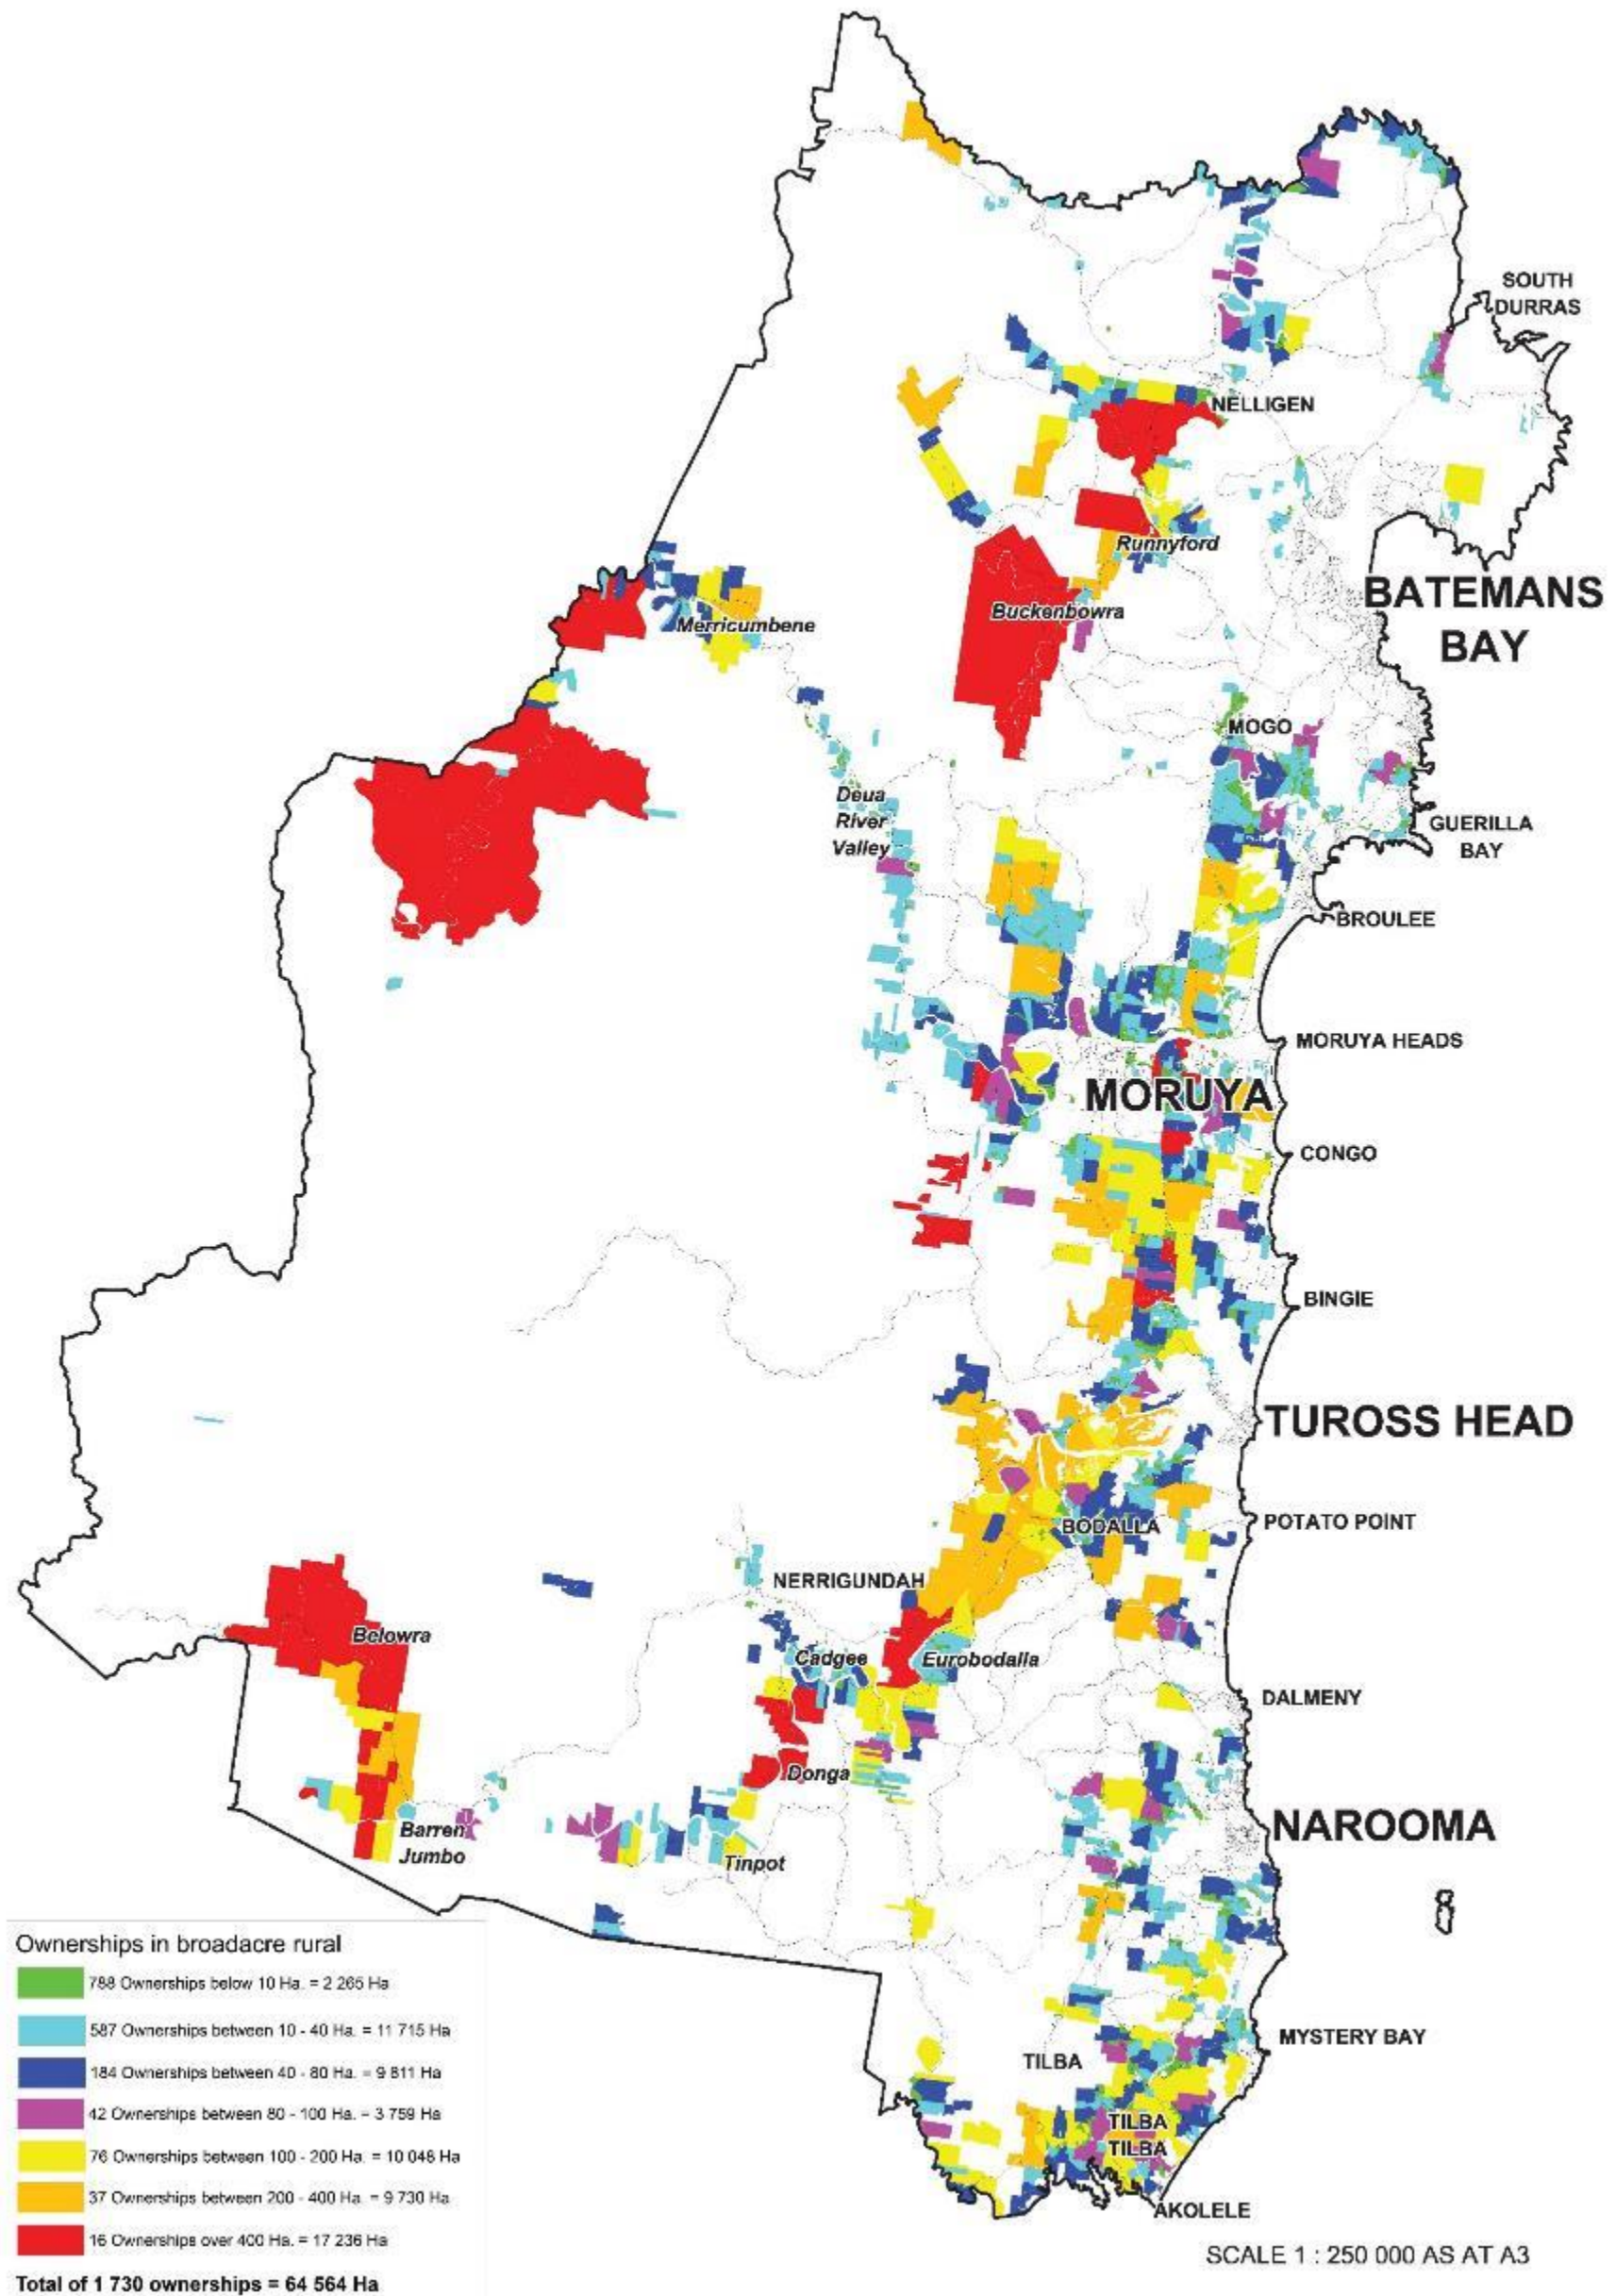 SOUTH
DURRAS
NELLIGEN
Runnyford
BATEMANS
BAY
Buckenbowra
Merricumbene
MOGO
Deua
River
Valley
GUERILLA
BAY
BROULEE
MORUYA HEADS
MORUYA
CONGO
BINGIE
TUROSS HEAD
POTATO POINT
BODALLA
NERRIGUNDAH
Belowra
Cadgee
Eurobodalla
DALMENY
Donga
NAROOMA
Barren
Jumbo
Tinpot
MYSTERY BAY
TILBA
TILBA
TILBA
AKOLELE
SCALE 1 : 250 000 AS AT A3
Ownerships in broadacre rural
788 Ownerships below 10 Ha. = 2 265 Ha
587 Ownerships between 10 - 40 Ha. = 11 715 Ha
184 Ownerships between 40 - 80 Ha. = 9 811 Ha
42 Ownerships between 80 - 100 Ha. = 3 759 Ha
76 Ownerships between 100 - 200 Ha. = 10 048 Ha
37 Ownerships between 200 - 400 Ha. = 9 730 Ha
16 Ownerships over 400 Ha. = 17 236 Ha
Total of 1 730 ownerships = 64 564 Ha